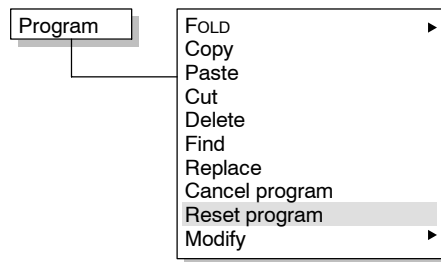 Program
FOLD
Copy
Paste
Cut
Delete
Find
Replace
Cancel program
Reset program
Modify